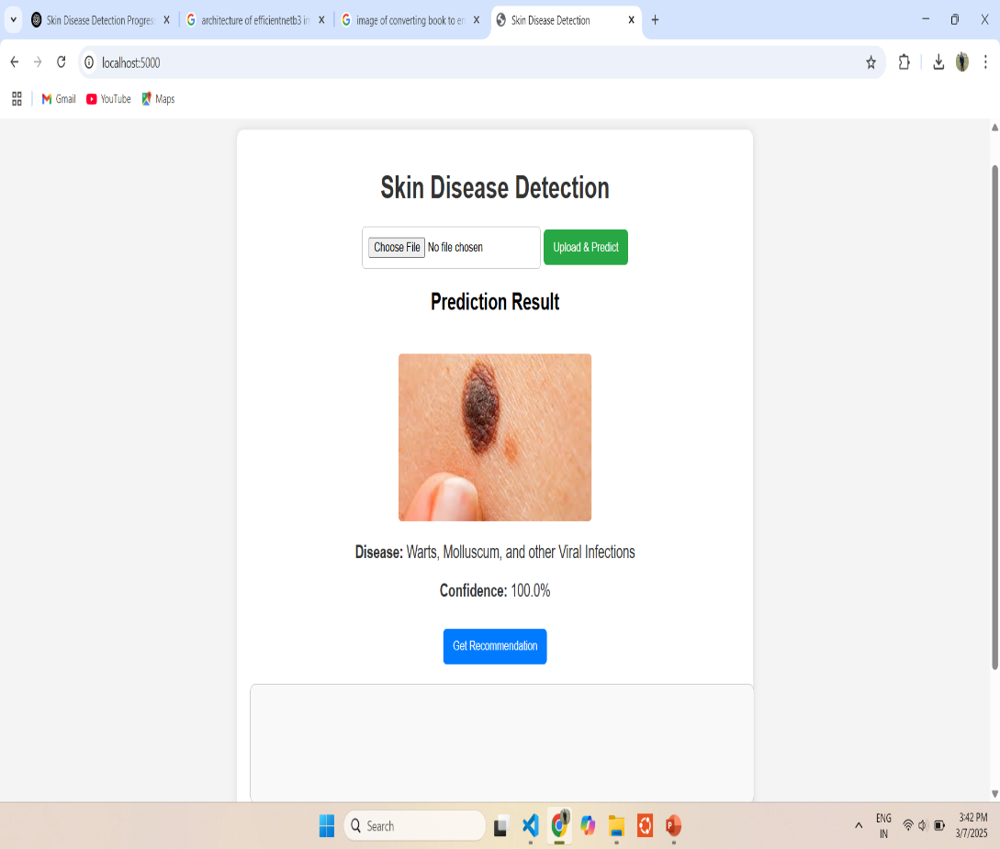 Skin Disease Detection Progres
architecture of efficientnetb3 in
image of converting book to en
Skin Disease Detection
localhost:5000
Gmail
YouTube
Maps
Skin Disease Detection
Choose File No file chosen
Upload & Predict
Prediction Result
Disease: Warts, Molluscum, and other Viral Infections
Confidence: 100.0%
Get Recommendation
Search
ENG
IN
3:42 PM
3/7/2025